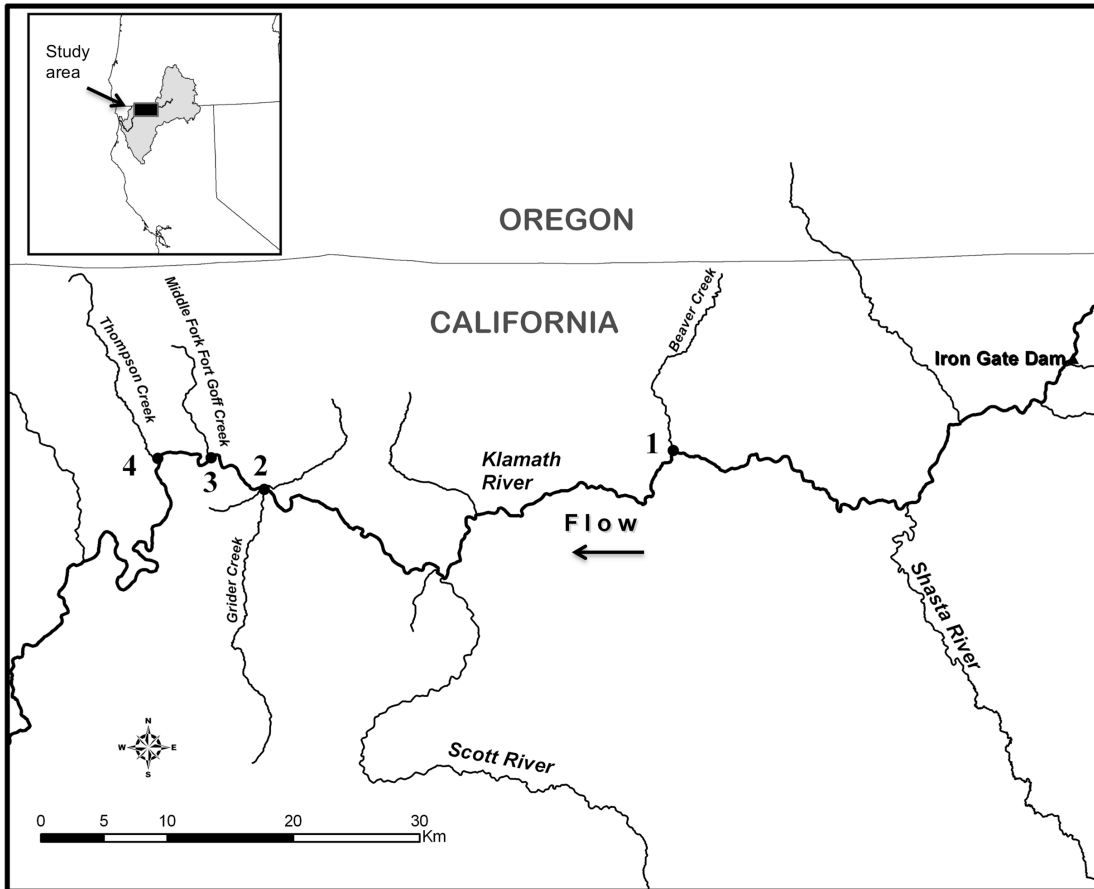 Study
area
OREGON
CALIFORNIA
Thompson Creek
Middle Fork Fort Goff Creek
Beaver Creek
Iron Gate Dam
1
2
3
4
Klamath
River
Flow
Grider Creek
Shasta River
Scott River
N
W E
S
0 5 10 20 30
Km